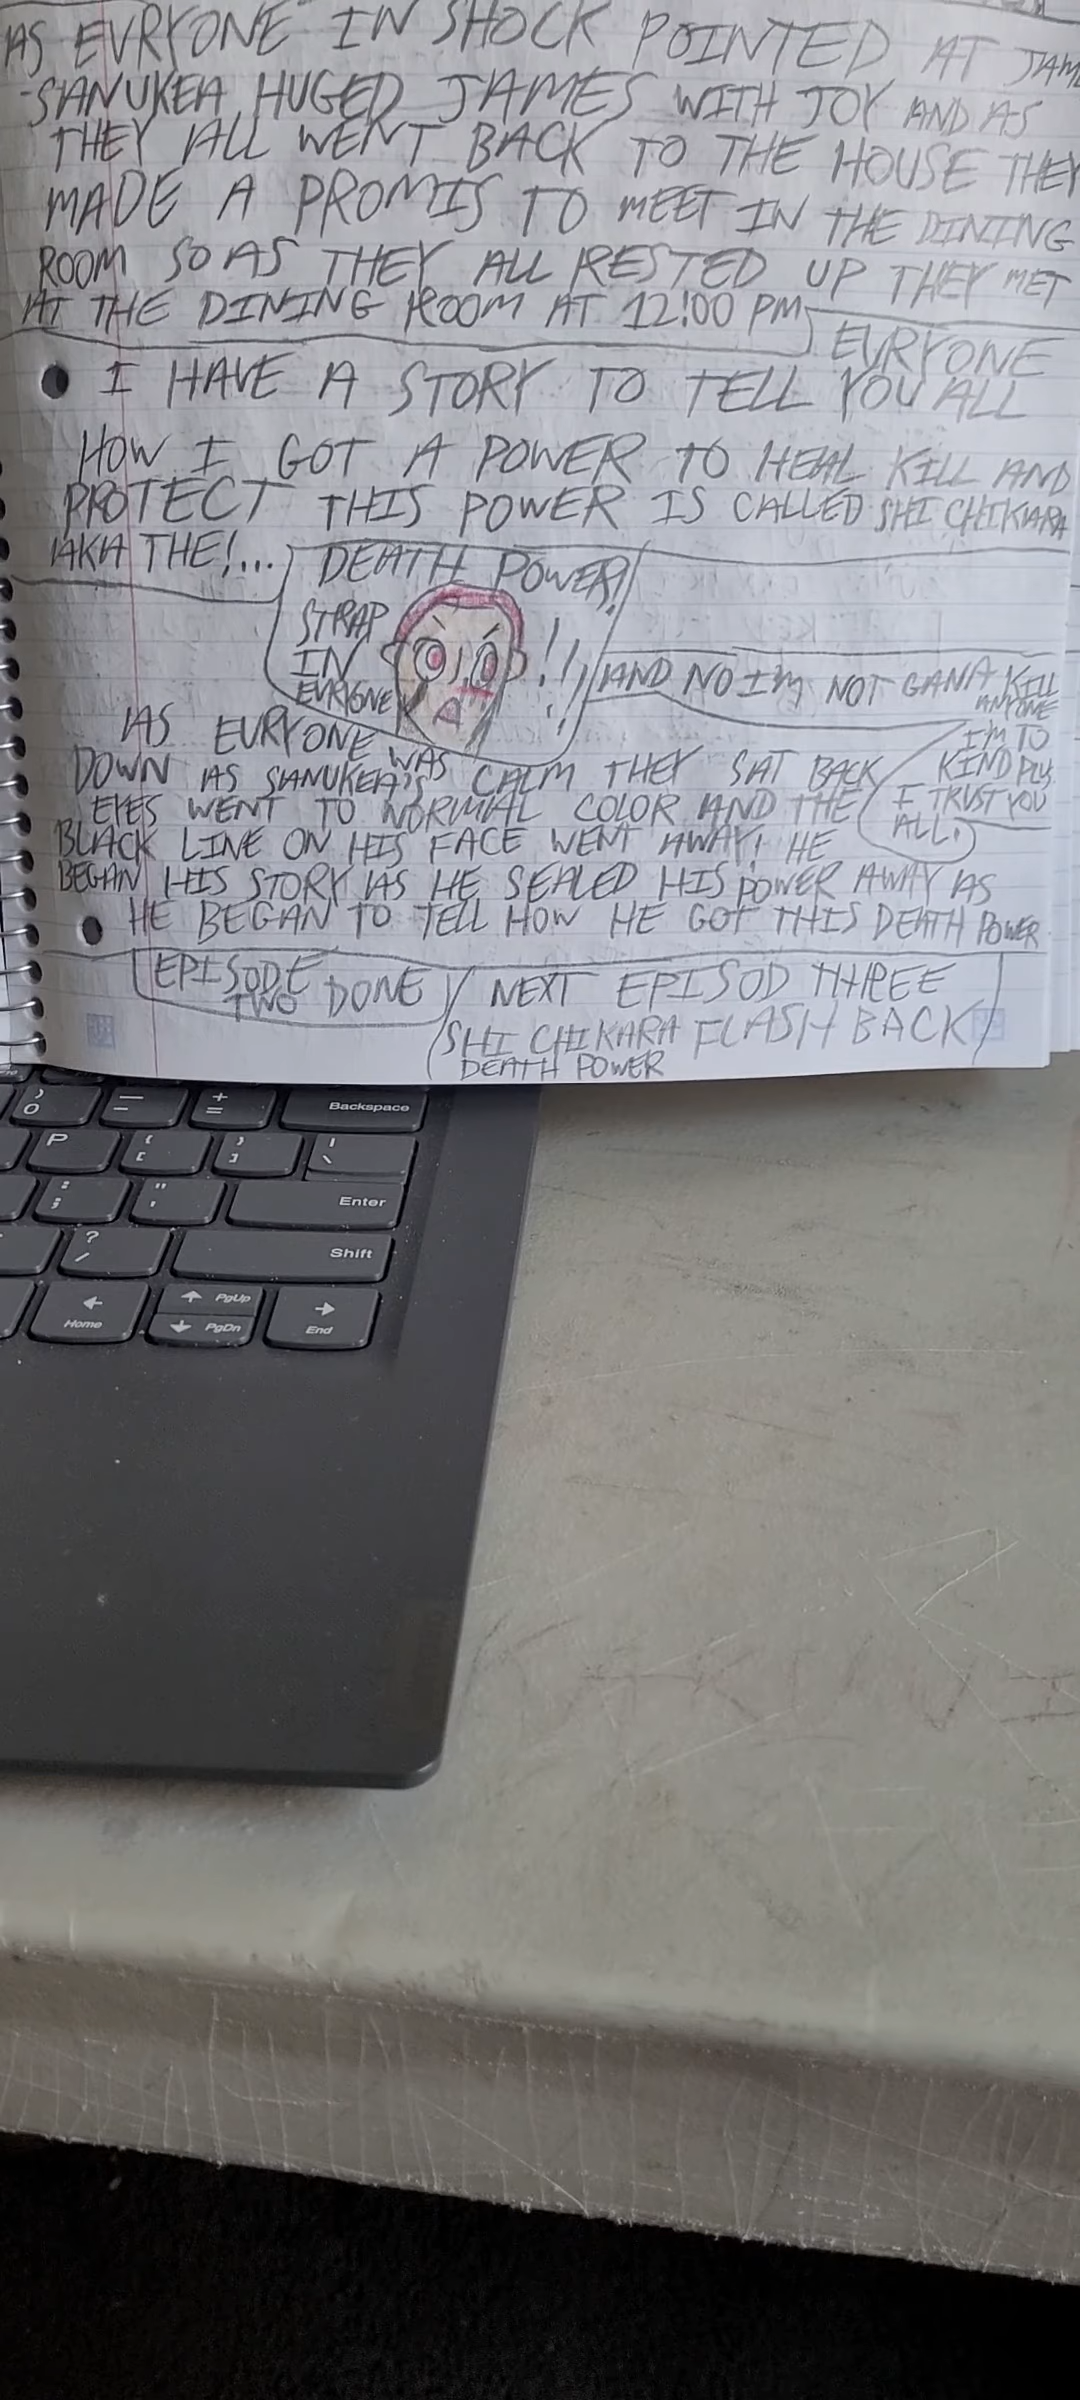 AS EVRYONE IN SHOCK POINTED AT JAM
SANUKEA HUGED JAMES WITH JOY AND AS
THEY ALL WENT BACK TO THE HOUSE THEY
MADE A PROMIS TO MEET IN THE DINING
ROOM SO AS THEY ALL RESTED UP THEY MET
AT THE DINING ROOM AT 12:00 PM
EVRYONE
I HAVE A STORY TO TELL YOU ALL
HOW I GOT A POWER TO HEAL KILL AND
PROTECT THIS POWER IS CALLED SHI CHIKARA
AKA THE!...
DEATH POWER!
STRAP
IN
EVRYONE
!!!
AND NO I'M NOT GANA KILL
ANYONE
I'M TO
KIND PLUS
I TRUST YOU
ALL!
AS EVRYONE WAS CALM THEY SAT BACK
DOWN AS SANUKEA'S
EYES WENT TO NORMAL COLOR AND THE
BLACK LINE ON HIS FACE WENT AWAY! HE
BEGAN HIS STORY AS HE SEALED HIS POWER AWAY AS
HE BEGAN TO TELL HOW HE GOT THIS DEATH POWER
EPISODE
TWO DONE
NEXT EPISOD THREE
SHI CHIKARA FLASH BACK
DEATH POWER
)
0
_
-
+
=
Backspace
P
{
[
}
]
|
\
:
;
"
'
Enter
?
/
Shift
Home
PgUp
PgDn
End